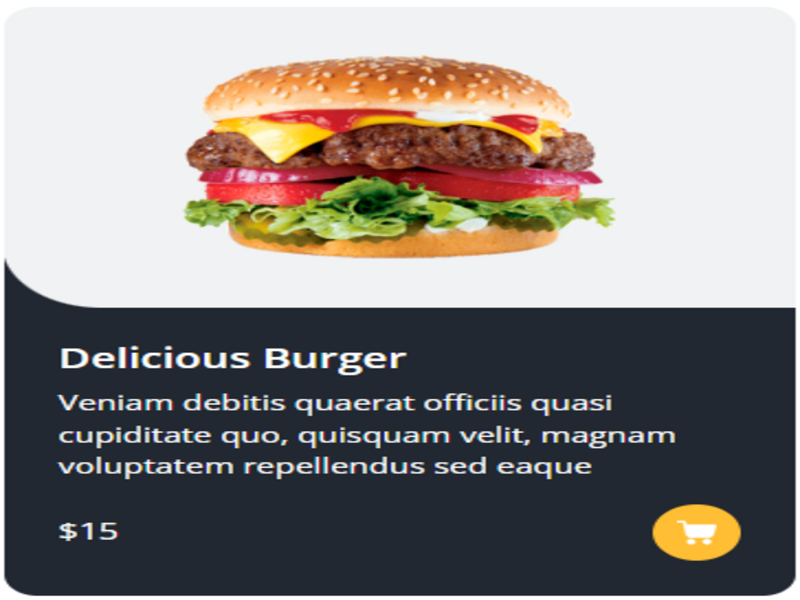 Delicious Burger
Veniam debitis quaerat officiis quasi
cupiditate quo, quisquam velit, magnam
voluptatem repellendus sed eaque
$15